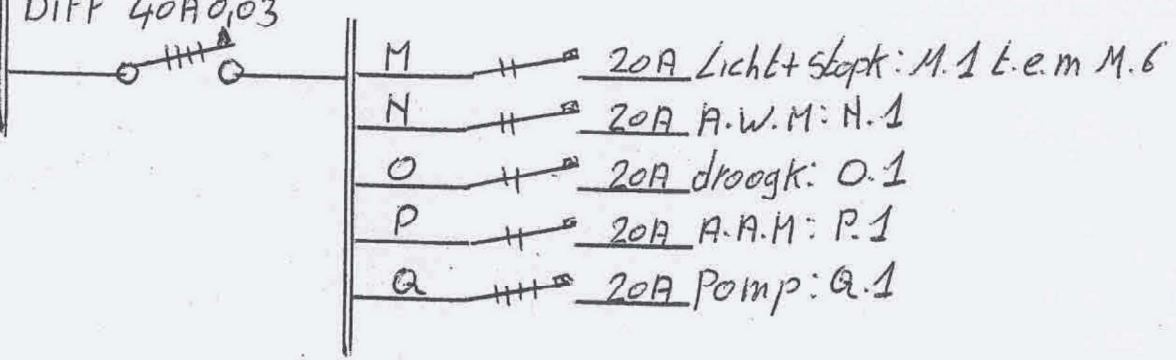 DIFF 40A 0,03
M 20A Licht+stopk: M.1 t.e.m M.6
N 20A A.W.M: N.1
O 20A droogk: O.1
P 20A A.A.M: P.1
Q 20A Pomp: Q.1